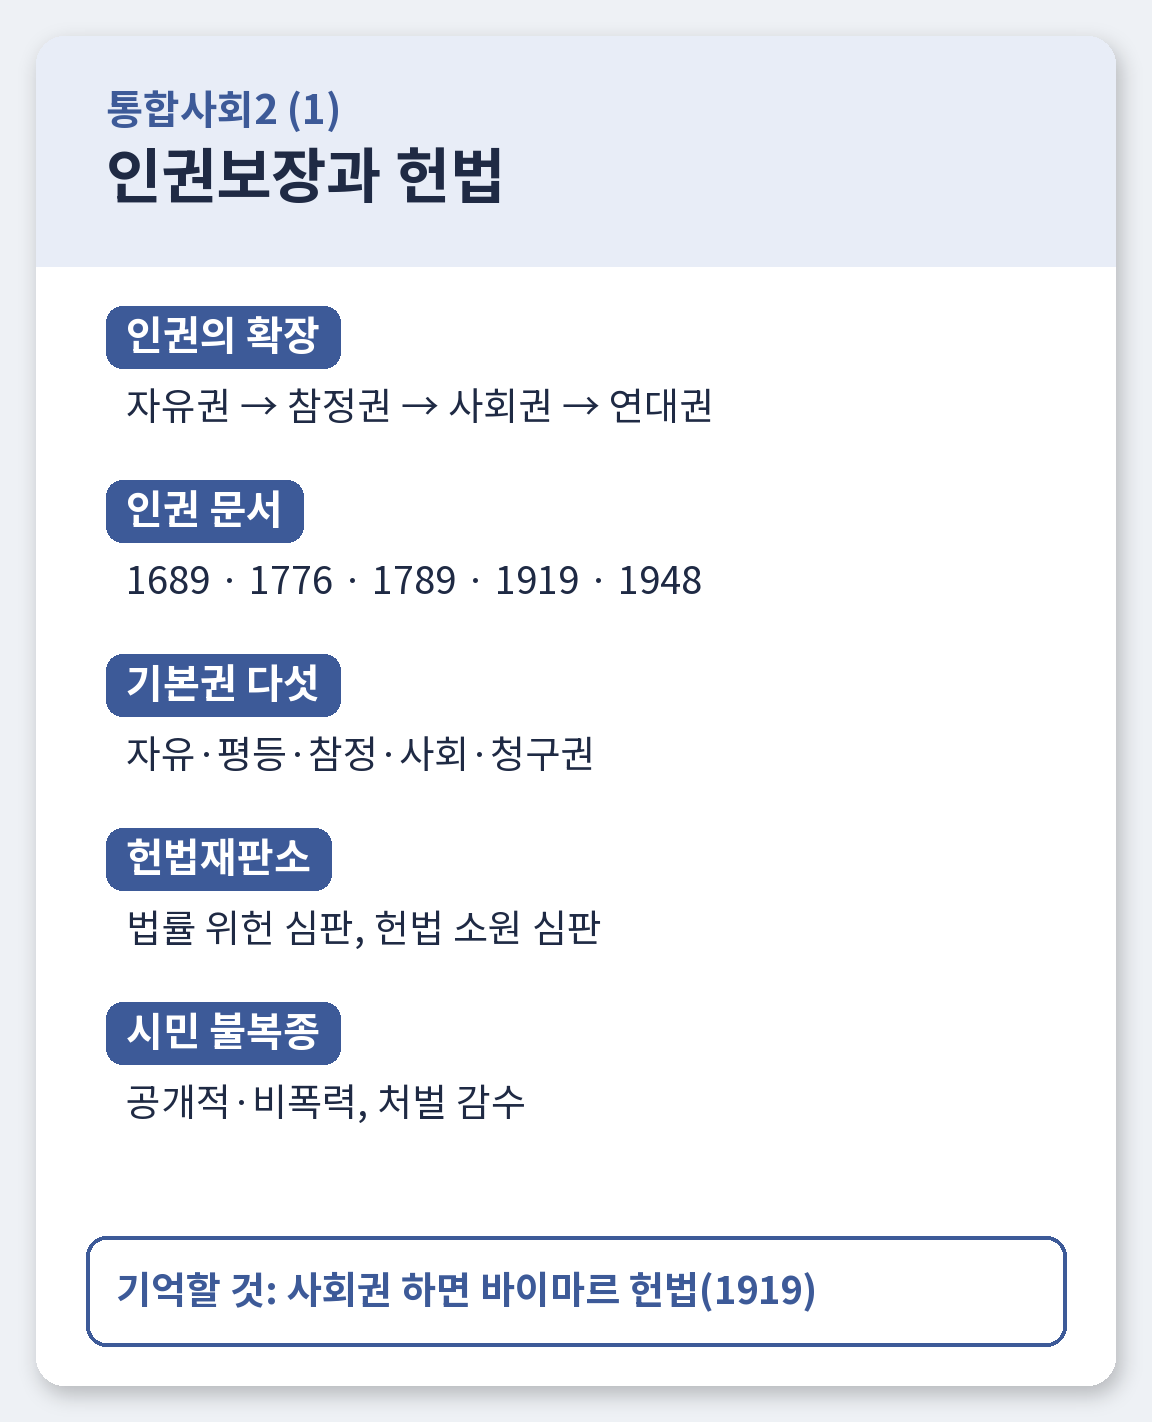 통합사회2 (1)
인권보장과 헌법
인권의 확장
자유권 → 참정권 → 사회권 → 연대권
인권 문서
1689 · 1776 · 1789 · 1919 · 1948
기본권 다섯
자유·평등·참정·사회·청구권
헌법재판소
법률 위헌 심판, 헌법 소원 심판
시민 불복종
공개적·비폭력, 처벌 감수
기억할 것: 사회권 하면 바이마르 헌법(1919)